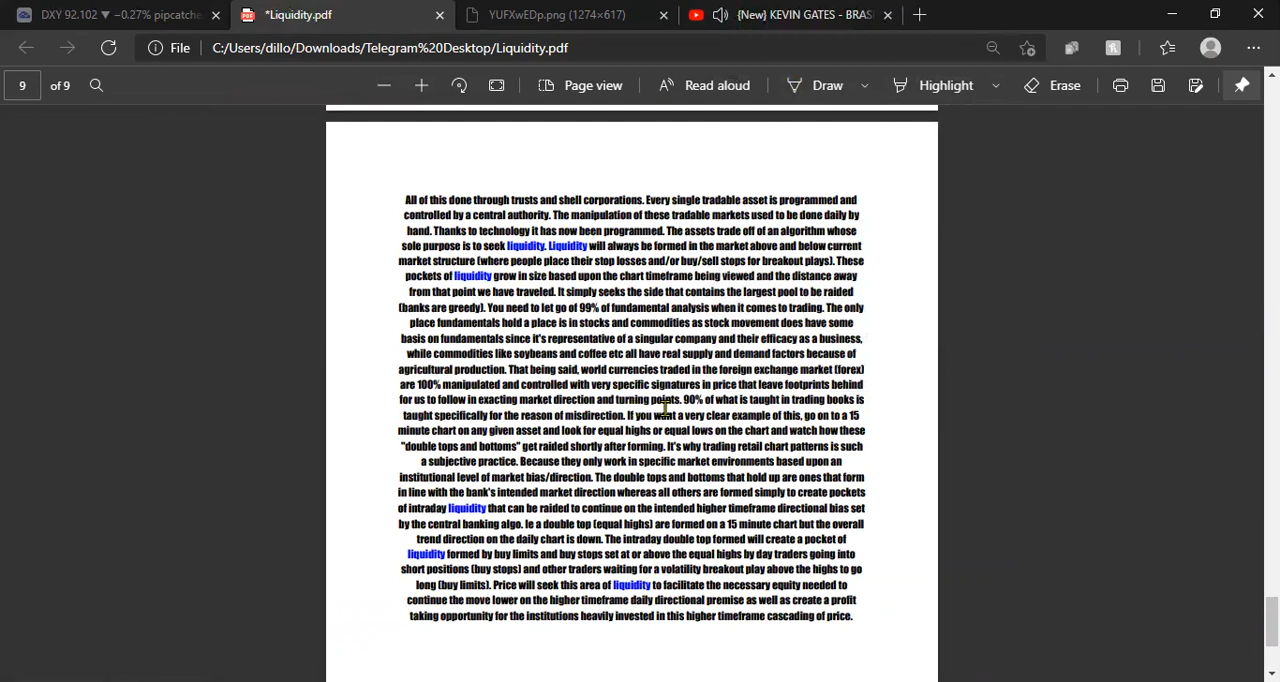 DXY 92.102 ▼ −0.27% pipcatche
*Liquidity.pdf
YUFXwEDp.png (1274×617)
{New} KEVIN GATES - BRAS
File
C:/Users/dillo/Downloads/Telegram%20Desktop/Liquidity.pdf
9 of 9
Page view
Read aloud
Draw
Highlight
Erase
All of this done through trusts and shell corporations. Every single tradable asset is programmed and
controlled by a central authority. The manipulation of these tradable markets used to be done daily by
hand. Thanks to technology it has now been programmed. The assets trade off of an algorithm whose
sole purpose is to seek liquidity. Liquidity will always be formed in the market above and below current
market structure (where people place their stop losses and/or buy/sell stops for breakout plays). These
pockets of liquidity grow in size based upon the chart timeframe being viewed and the distance away
from that point we have traveled. It simply seeks the side that contains the largest pool to be raided
(banks are greedy). You need to let go of 99% of fundamental analysis when it comes to trading. The only
place fundamentals hold a place is in stocks and commodities as stock movement does have some
basis on fundamentals since it's representative of a singular company and their efficacy as a business,
while commodities like soybeans and coffee etc all have real supply and demand factors because of
agricultural production. That being said, world currencies traded in the foreign exchange market (forex)
are 100% manipulated and controlled with very specific signatures in price that leave footprints behind
for us to follow in exacting market direction and turning points. 90% of what is taught in trading books is
taught specifically for the reason of misdirection. If you want a very clear example of this, go on to a 15
minute chart on any given asset and look for equal highs or equal lows on the chart and watch how these
"double tops and bottoms" get raided shortly after forming. It's why trading retail chart patterns is such
a subjective practice. Because they only work in specific market environments based upon an
institutional level of market bias/direction. The double tops and bottoms that hold up are ones that form
in line with the bank's intended market direction whereas all others are formed simply to create pockets
of intraday liquidity that can be raided to continue on the intended higher timeframe directional bias set
by the central banking algo. Ie a double top (equal highs) are formed on a 15 minute chart but the overall
trend direction on the daily chart is down. The intraday double top formed will create a pocket of
liquidity formed by buy limits and buy stops set at or above the equal highs by day traders going into
short positions (buy stops) and other traders waiting for a volatility breakout play above the highs to go
long (buy limits). Price will seek this area of liquidity to facilitate the necessary equity needed to
continue the move lower on the higher timeframe daily directional premise as well as create a profit
taking opportunity for the institutions heavily invested in this higher timeframe cascading of price.